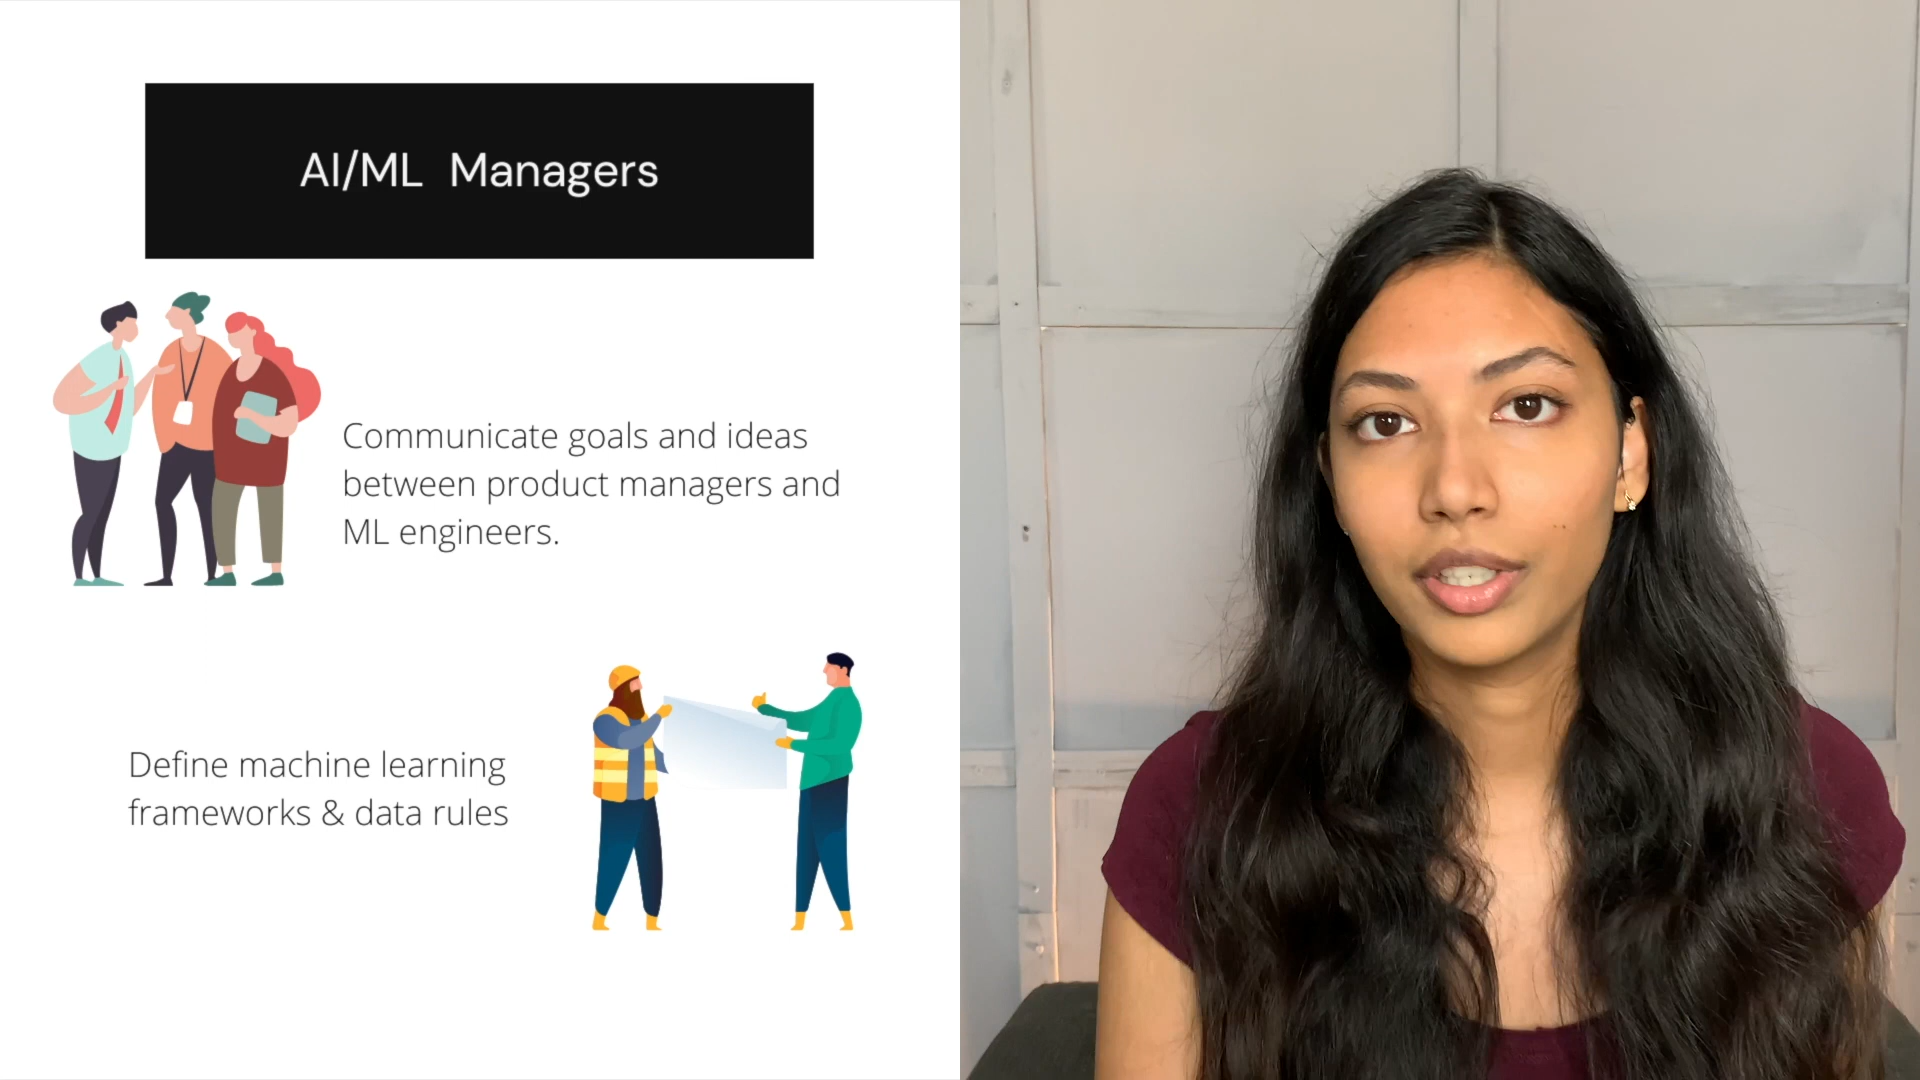 AI/ML Managers
Communicate goals and ideas
between product managers and
ML engineers.
Define machine learning
frameworks & data rules